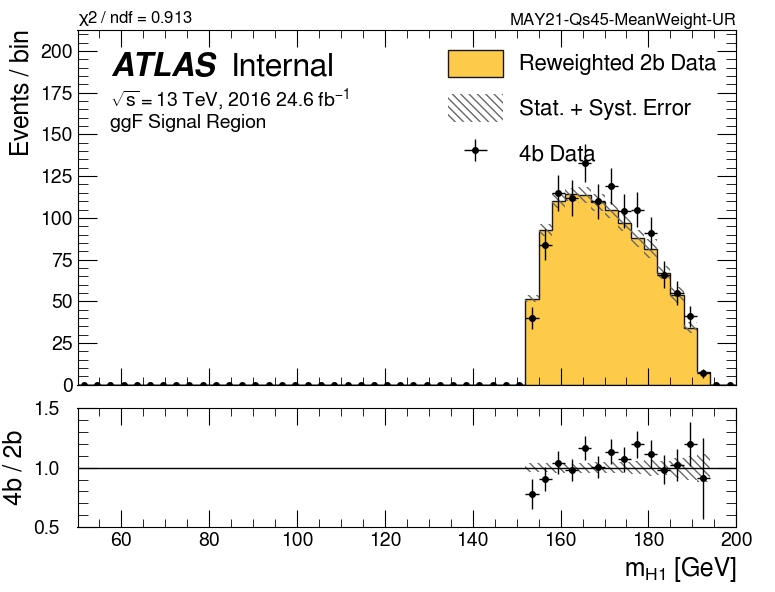 χ² / ndf = 0.913
MAY21-Qs45-MeanWeight-UR
ATLAS Internal
√s = 13 TeV, 2016 24.6 fb⁻¹
ggF Signal Region
Reweighted 2b Data
Stat. + Syst. Error
4b Data
Events / bin
200
175
150
125
100
75
50
25
0
4b / 2b
1.5
1.0
0.5
60 80 100 120 140 160 180 200
mH1 [GeV]